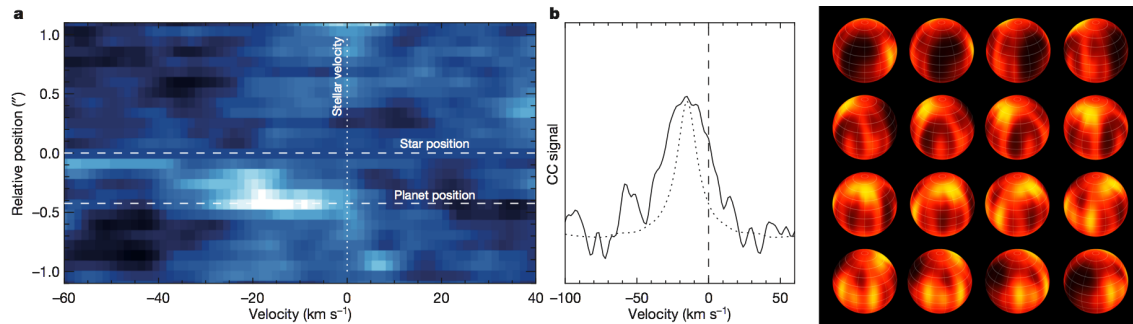 a
1.0
0.5
0.0
−0.5
−1.0
Relative position (″)
Stellar velocity
Star position
Planet position
−60
−40
−20
0
20
40
Velocity (km s⁻¹)
b
CC signal
−100
−50
0
50
Velocity (km s⁻¹)